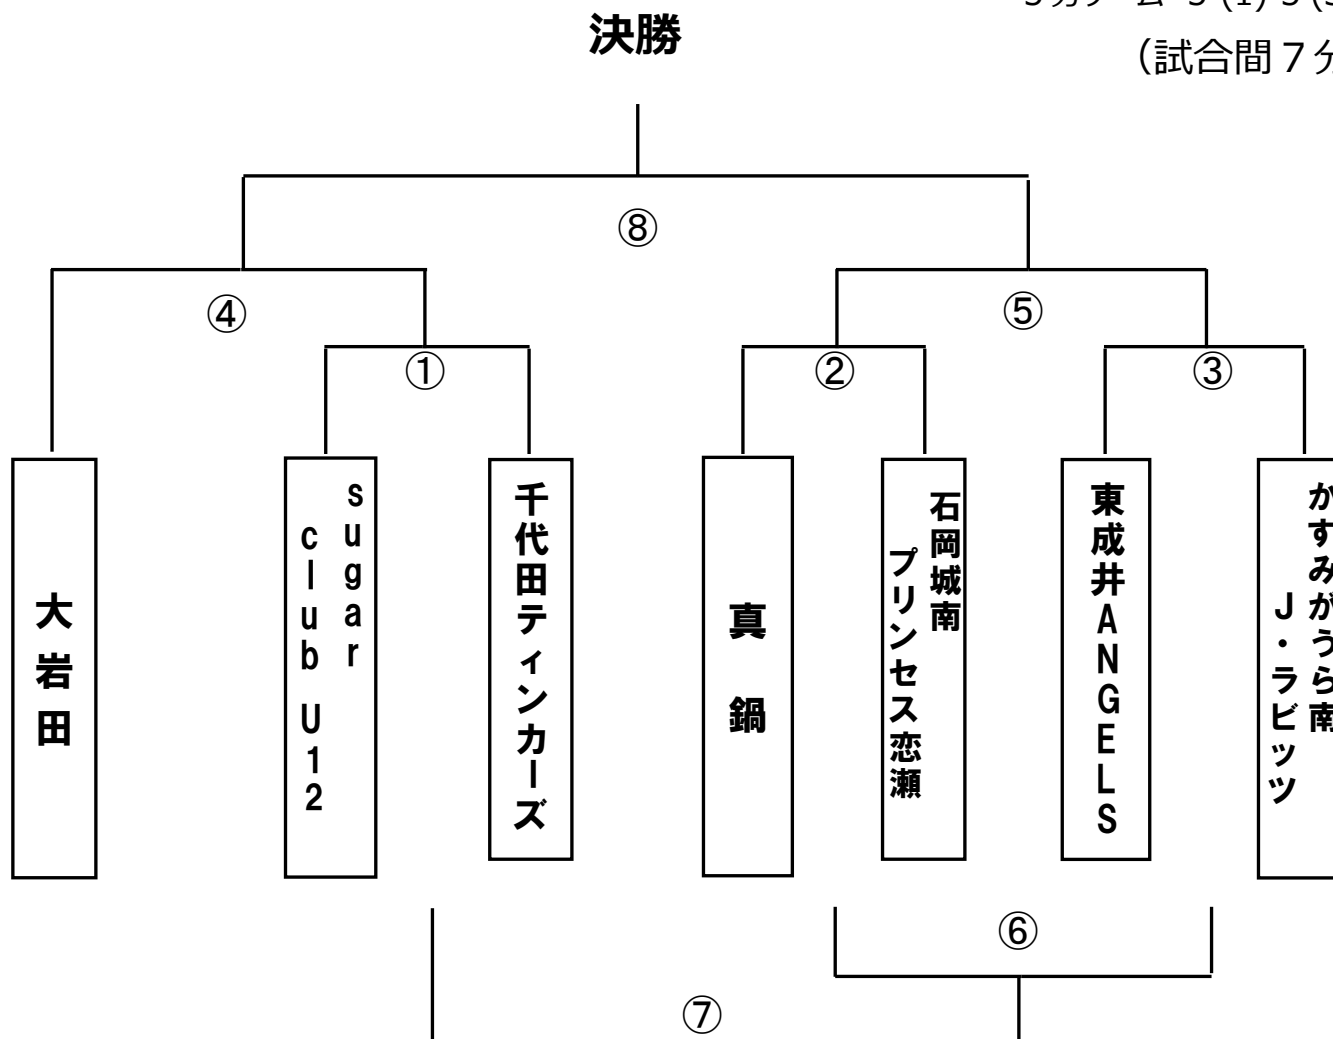 決勝
(試合間７分
⑧
④
⑤
①
②
③
大岩田
sugar
club U12
千代田ティンカーズ
真鍋
石岡城南
プリンセス恋瀬
東成井ANGELS
かすみがうら南
J・ラビッツ
⑥
⑦